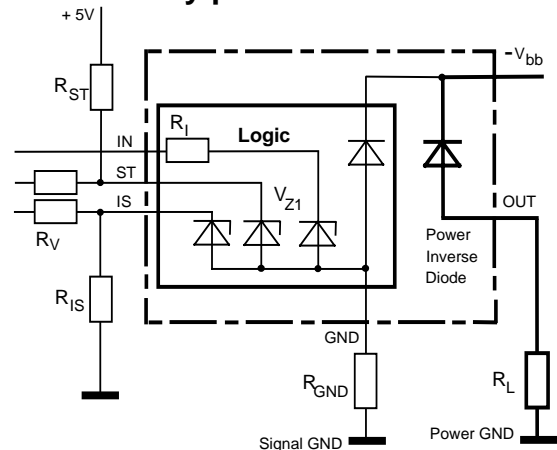 + 5V
- V_bb
R_ST
IN
R_I
Logic
ST
V_Z1
IS
OUT
R_V
Power
Inverse
Diode
R_IS
GND
R_GND
R_L
Signal GND
Power GND